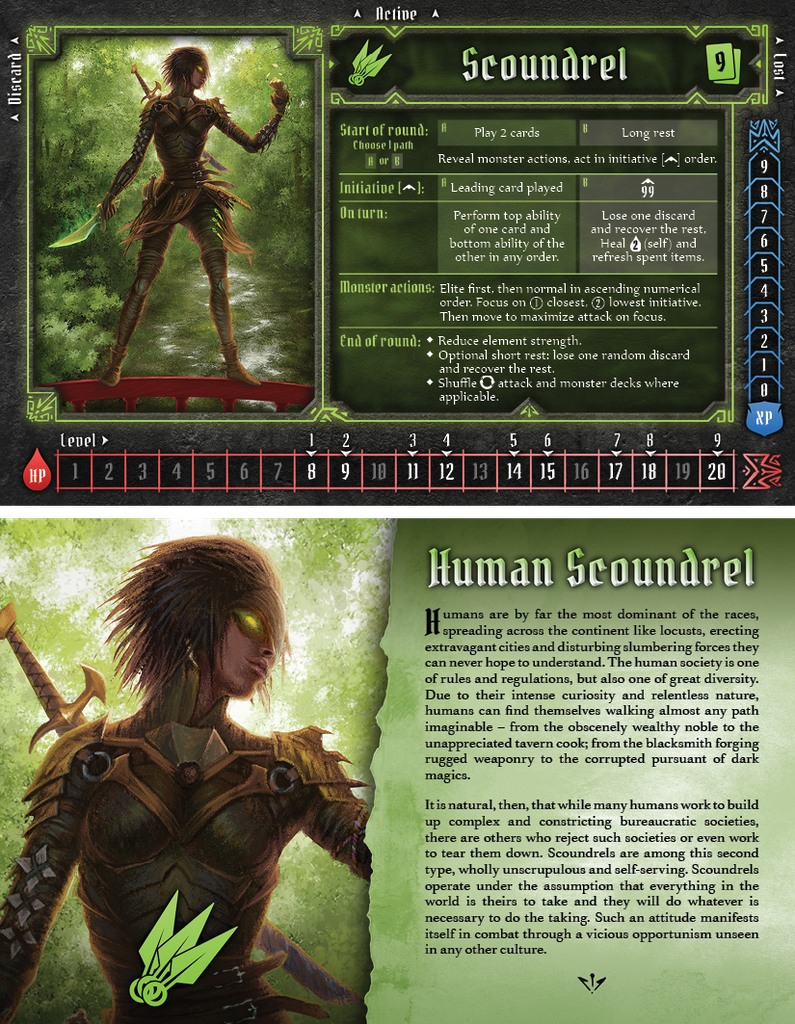 Active
Discard
Lost
Scoundrel
9
Start of round:
Choose 1 path
A or B
A Play 2 cards
B Long rest
Reveal monster actions, act in initiative [ ] order.
Initiative [ ]:
A Leading card played
B 99
On turn:
Perform top ability
of one card and
bottom ability of the
other in any order.
Lose one discard
and recover the rest.
Heal 2 (self) and
refresh spent items.
Monster actions:
Elite first, then normal in ascending numerical
order. Focus on ① closest, ② lowest initiative.
Then move to maximize attack on focus.
End of round:
◆ Reduce element strength.
◆ Optional short rest: lose one random discard
and recover the rest.
◆ Shuffle attack and monster decks where
applicable.
9
8
7
6
5
4
3
2
1
0
XP
Level
1 2 3 4 5 6 7 8 9
HP 1 2 3 4 5 6 7 8 9 10 11 12 13 14 15 16 17 18 19 20
Human Scoundrel
Humans are by far the most dominant of the races,
spreading across the continent like locusts, erecting
extravagant cities and disturbing slumbering forces they
can never hope to understand. The human society is one
of rules and regulations, but also one of great diversity.
Due to their intense curiosity and relentless nature,
humans can find themselves walking almost any path
imaginable – from the obscenely wealthy noble to the
unappreciated tavern cook; from the blacksmith forging
rugged weaponry to the corrupted pursuant of dark
magics.
It is natural, then, that while many humans work to build
up complex and constricting bureaucratic societies,
there are others who reject such societies or even work
to tear them down. Scoundrels are among this second
type, wholly unscrupulous and self-serving. Scoundrels
operate under the assumption that everything in the
world is theirs to take and they will do whatever is
necessary to do the taking. Such an attitude manifests
itself in combat through a vicious opportunism unseen
in any other culture.